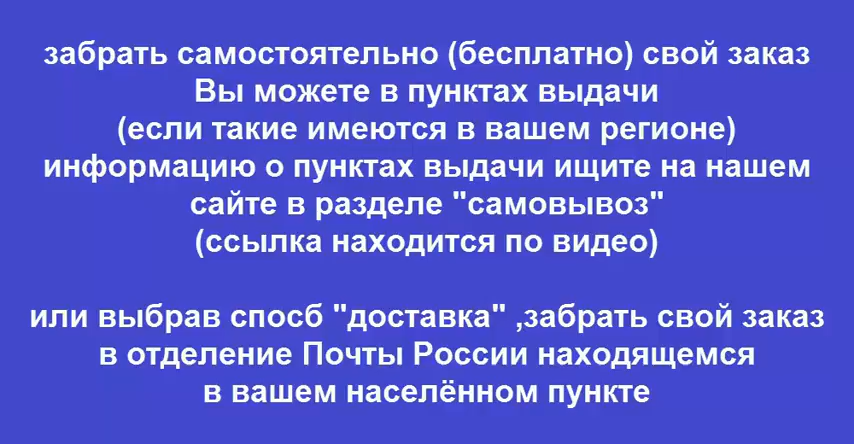 забрать самостоятельно (бесплатно) свой заказ
Вы можете в пунктах выдачи
(если такие имеются в вашем регионе)
информацию о пунктах выдачи ищите на нашем
сайте в разделе "самовывоз"
(ссылка находится по видео)
или выбрав спосб "доставка" ,забрать свой заказ
в отделение Почты России находящемся
в вашем населённом пункте